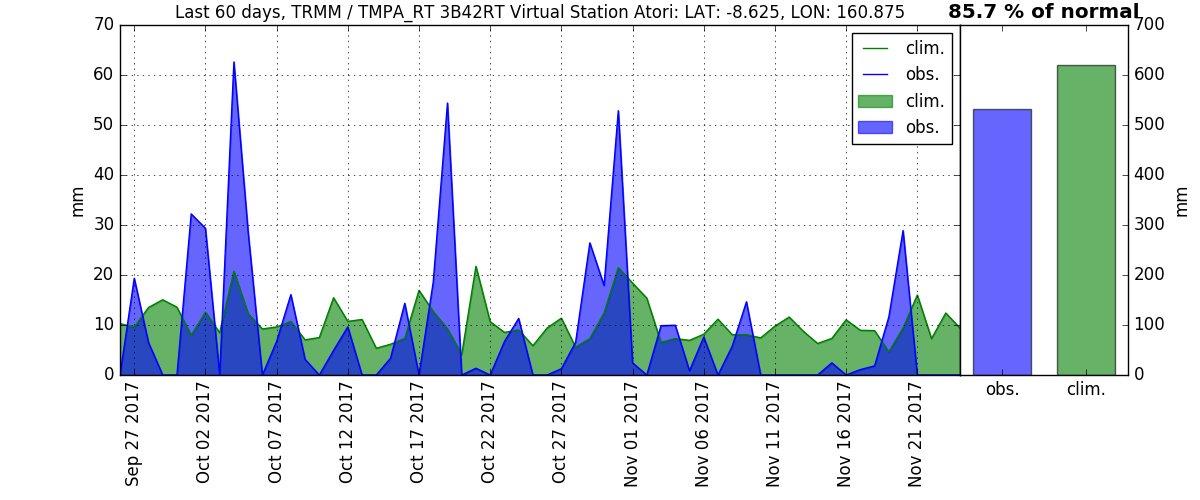 Last 60 days, TRMM / TMPA_RT 3B42RT Virtual Station Atori: LAT: -8.625, LON: 160.875
85.7 % of normal
70
60
50
40
30
20
10
0
mm
clim.
obs.
clim.
obs.
700
600
500
400
300
200
100
0
mm
Sep 27 2017
Oct 02 2017
Oct 07 2017
Oct 12 2017
Oct 17 2017
Oct 22 2017
Oct 27 2017
Nov 01 2017
Nov 06 2017
Nov 11 2017
Nov 16 2017
Nov 21 2017
obs.
clim.